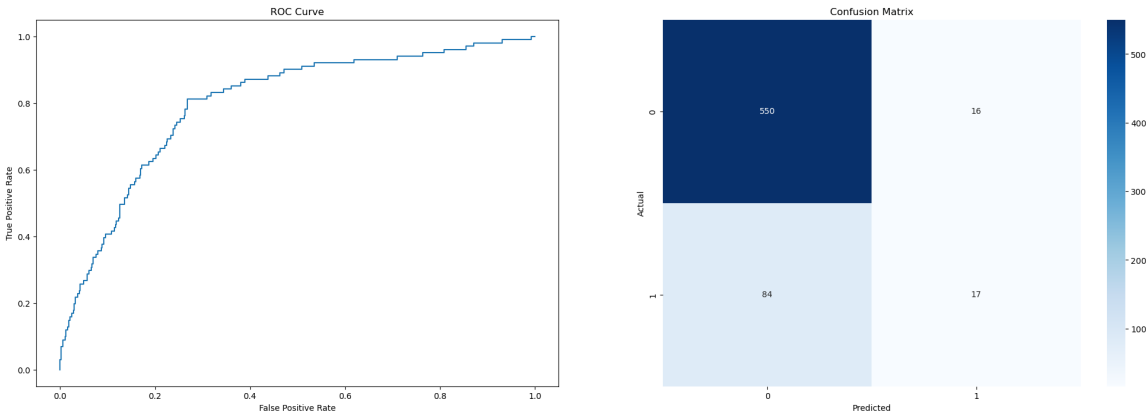 ROC Curve
1.0
0.8
0.6
0.4
0.2
0.0
True Positive Rate
0.0 0.2 0.4 0.6 0.8 1.0
False Positive Rate
Confusion Matrix
550 16
84 17
0
1
Actual
0 1
Predicted
500
400
300
200
100